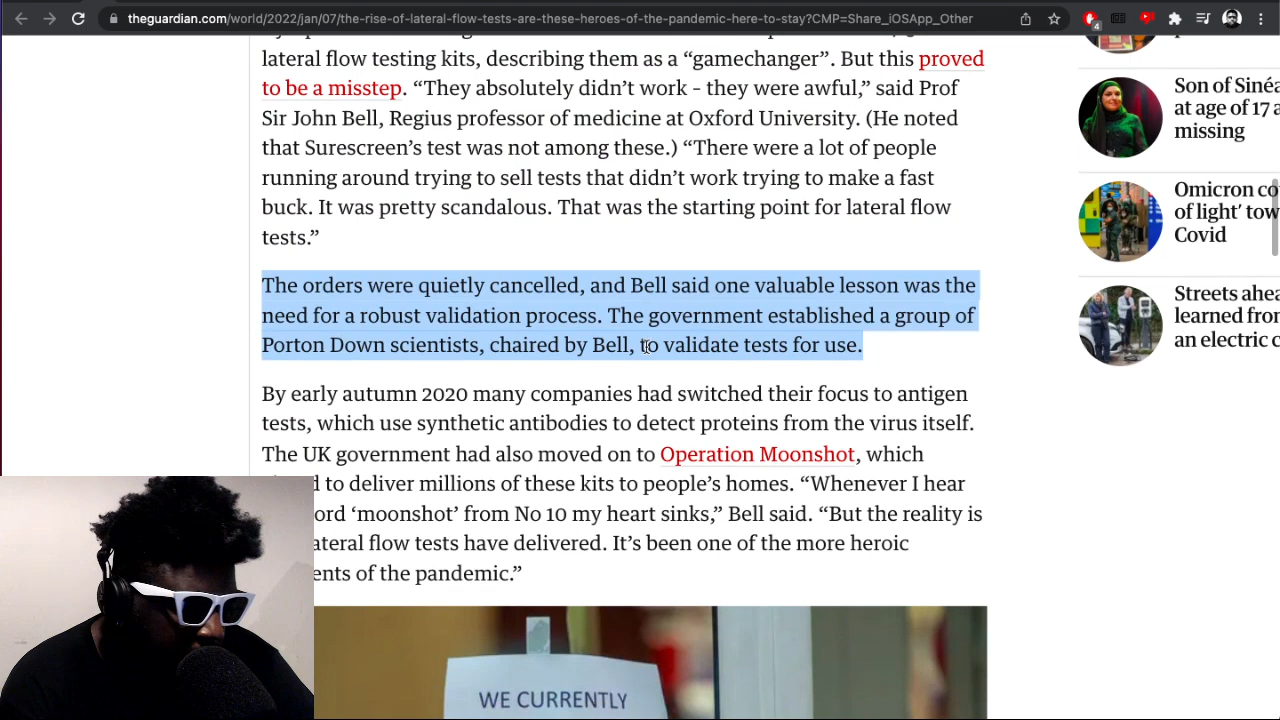 theguardian.com/world/2022/jan/07/the-rise-of-lateral-flow-tests-are-these-heroes-of-the-pandemic-here-to-stay?CMP=Share_iOSApp_Other
4
lateral flow testing kits, describing them as a “gamechanger”. But this proved
to be a misstep. “They absolutely didn’t work – they were awful,” said Prof
Sir John Bell, Regius professor of medicine at Oxford University. (He noted
that Surescreen’s test was not among these.) “There were a lot of people
running around trying to sell tests that didn’t work trying to make a fast
buck. It was pretty scandalous. That was the starting point for lateral flow
tests.”
The orders were quietly cancelled, and Bell said one valuable lesson was the
need for a robust validation process. The government established a group of
Porton Down scientists, chaired by Bell, to validate tests for use.
By early autumn 2020 many companies had switched their focus to antigen
tests, which use synthetic antibodies to detect proteins from the virus itself.
The UK government had also moved on to Operation Moonshot, which
d to deliver millions of these kits to people’s homes. “Whenever I hear
ord ‘moonshot’ from No 10 my heart sinks,” Bell said. “But the reality is
ateral flow tests have delivered. It’s been one of the more heroic
ents of the pandemic.”
WE CURRENTLY
Son of Sinéa
at age of 17 a
missing
Omicron co
of light’ tow
Covid
Streets ahea
learned from
an electric c